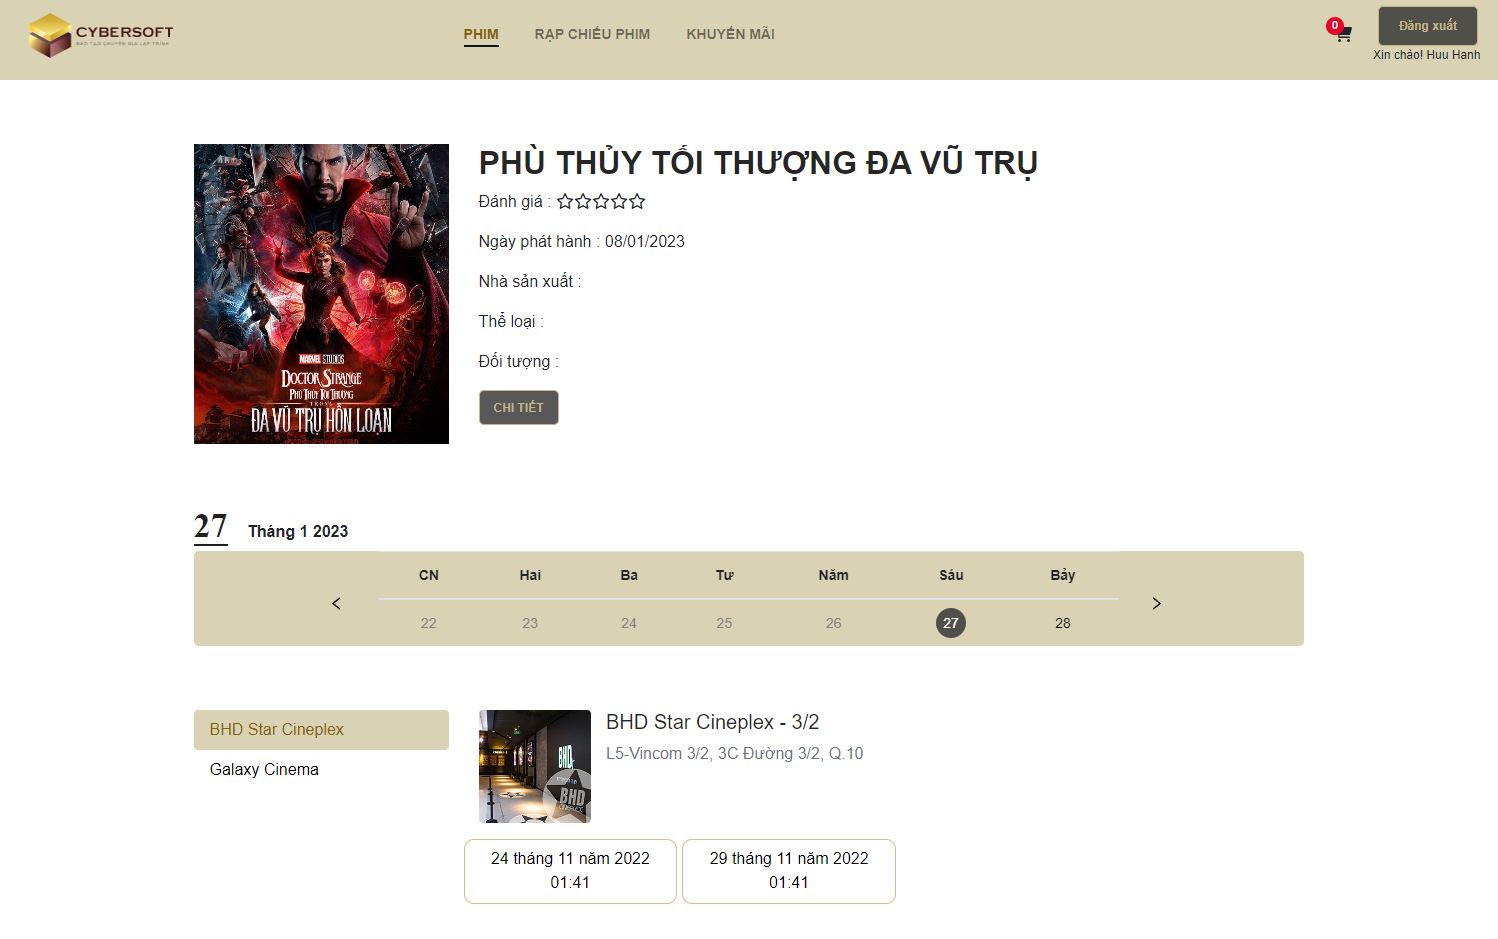 CYBERSOFT
ĐÀO TẠO CHUYÊN GIA LẬP TRÌNH
PHIM
RẠP CHIẾU PHIM
KHUYẾN MÃI
0
Đăng xuất
Xin chào! Huu Hanh
PHÙ THỦY TỐI THƯỢNG ĐA VŨ TRỤ
Đánh giá :
Ngày phát hành : 08/01/2023
Nhà sản xuất :
Thể loại :
Đối tượng :
CHI TIẾT
MARVEL STUDIOS
DOCTOR STRANGE
PHÙ THỦY TỐI THƯỢNG
TRONG
ĐA VŨ TRỤ HỖN LOẠN
27 Tháng 1 2023
CN Hai Ba Tư Năm Sáu Bảy
< >
22 23 24 25 26 27 28
BHD Star Cineplex
Galaxy Cinema
BHD
BHD
CINEPLEX
BHD Star Cineplex - 3/2
L5-Vincom 3/2, 3C Đường 3/2, Q.10
24 tháng 11 năm 2022
01:41
29 tháng 11 năm 2022
01:41